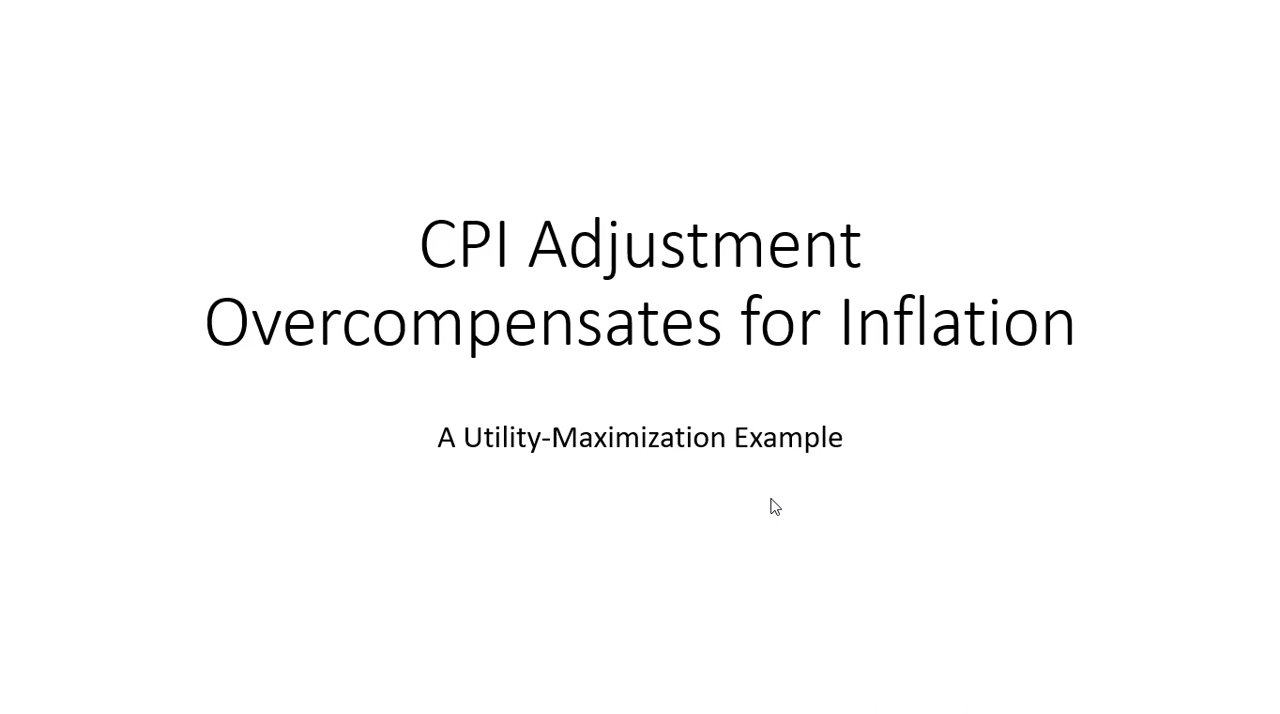 CPI Adjustment
Overcompensates for Inflation
A Utility-Maximization Example